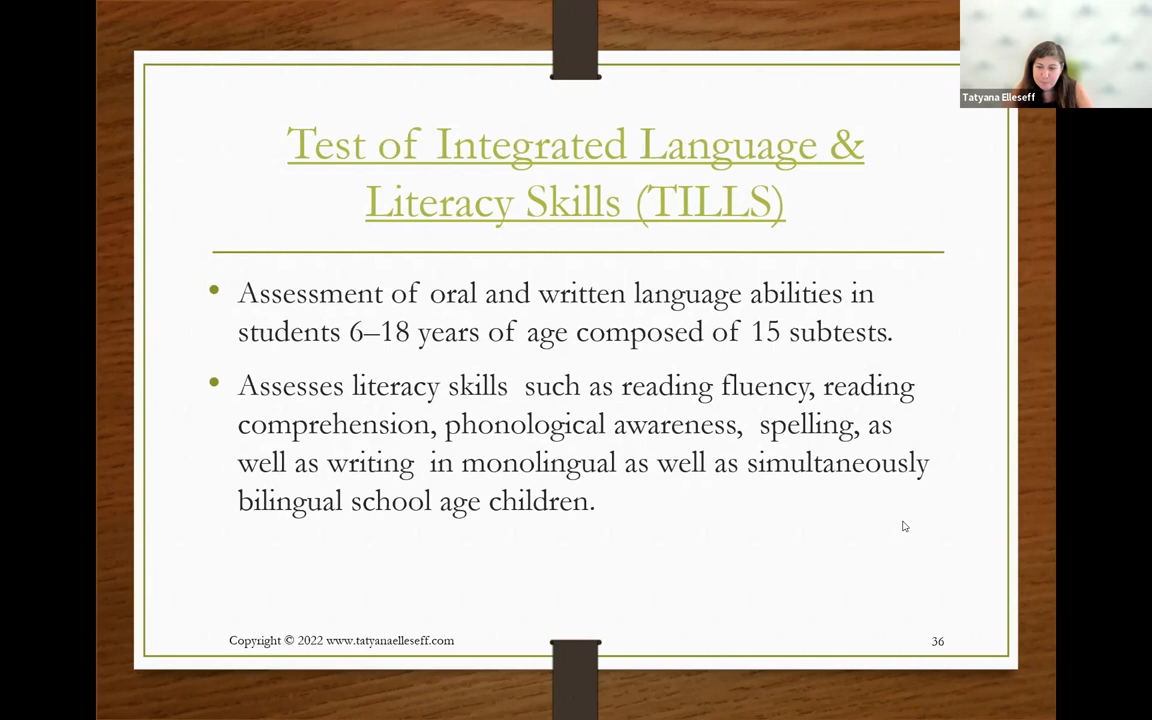 Tatyana Elleseff
Test of Integrated Language &
Literacy Skills (TILLS)
• Assessment of oral and written language abilities in
students 6–18 years of age composed of 15 subtests.
• Assesses literacy skills such as reading fluency, reading
comprehension, phonological awareness, spelling, as
well as writing in monolingual as well as simultaneously
bilingual school age children.
Copyright © 2022 www.tatyanaelleseff.com
36